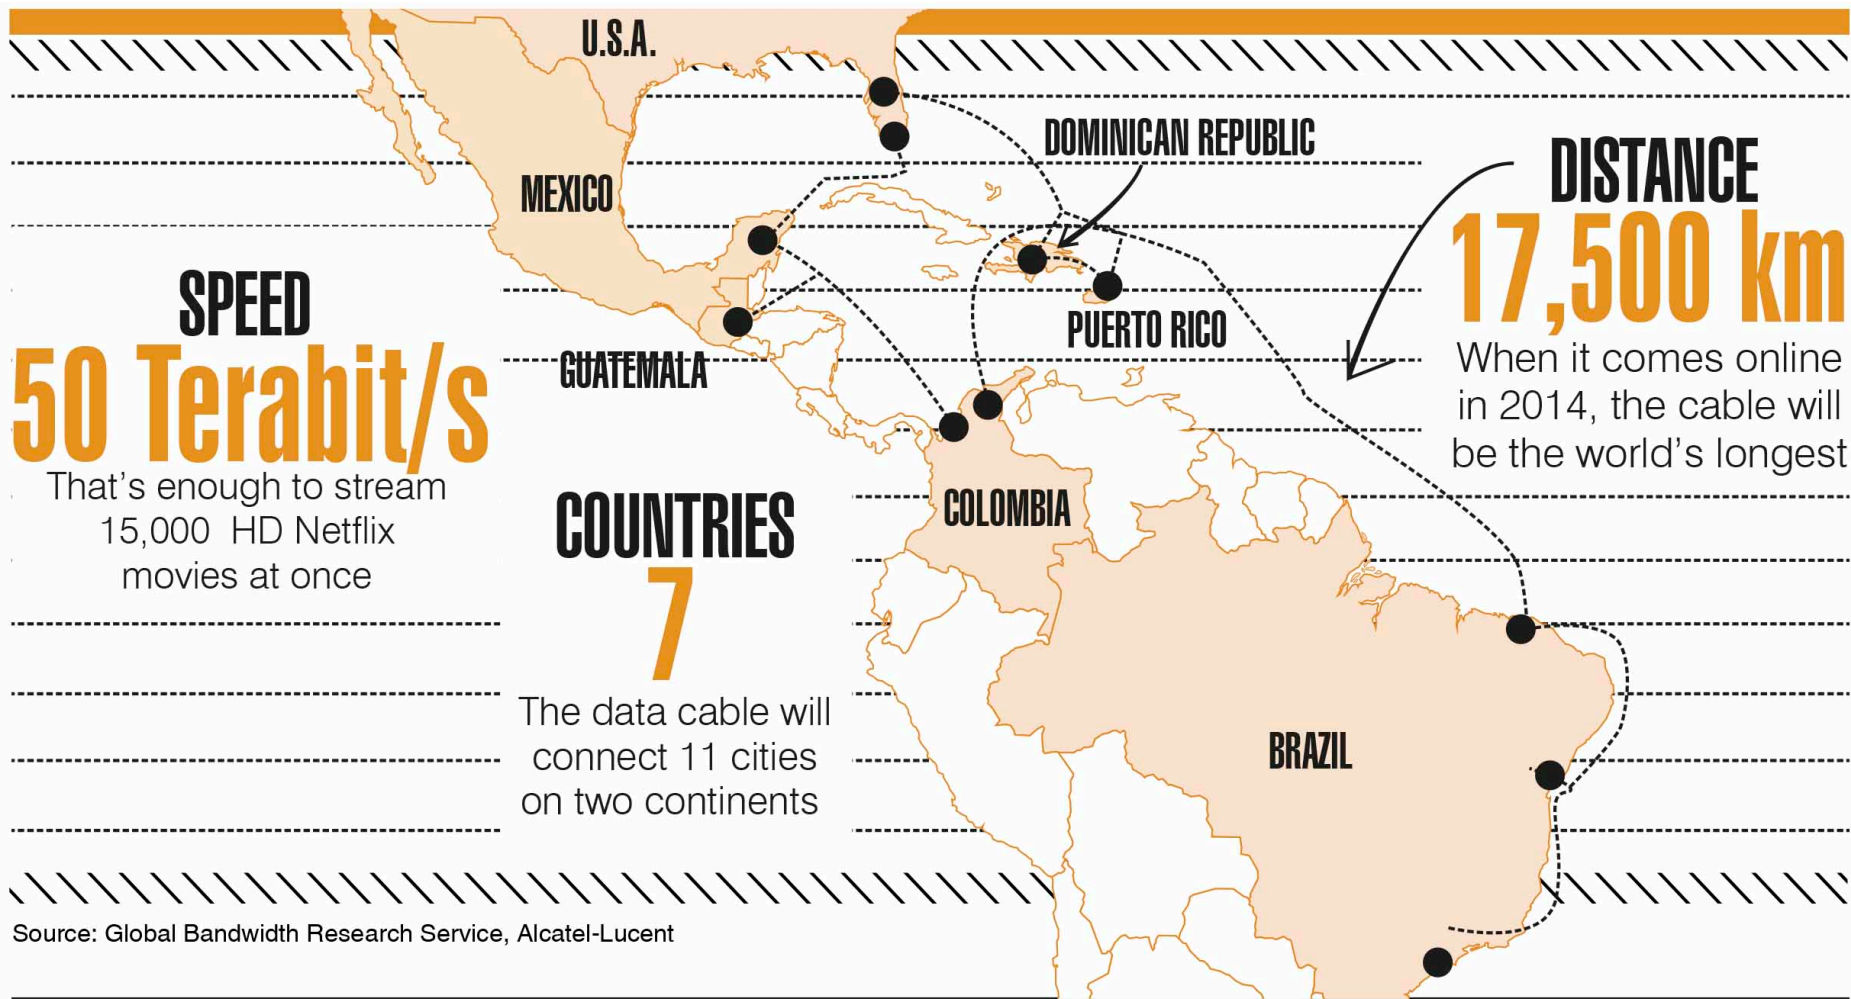 U.S.A.
DOMINICAN REPUBLIC
MEXICO
PUERTO RICO
GUATEMALA
COLOMBIA
BRAZIL
SPEED
50 Terabit/s
That's enough to stream
15,000 HD Netflix
movies at once
COUNTRIES
7
The data cable will
connect 11 cities
on two continents
DISTANCE
17,500 km
When it comes online
in 2014, the cable will
be the world's longest
Source: Global Bandwidth Research Service, Alcatel-Lucent